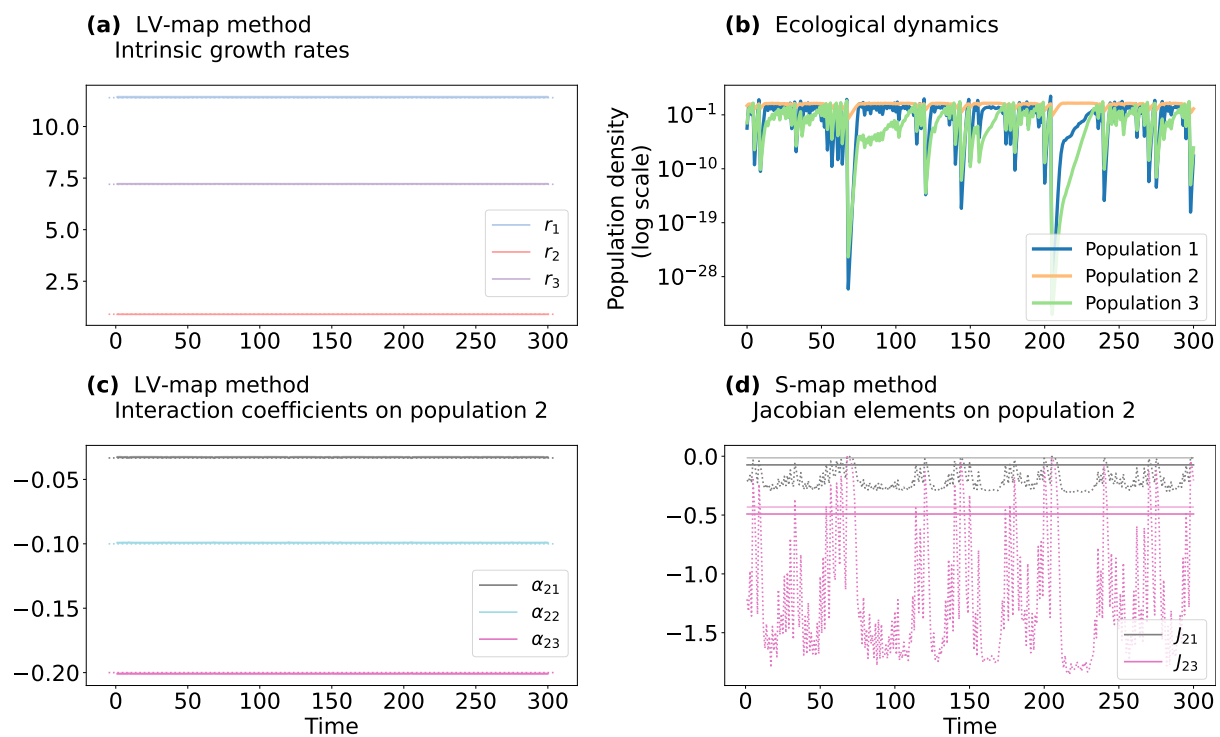 (a) LV-map method
Intrinsic growth rates
10.0
7.5
5.0
2.5
0
50
100
150
200
250
300
r₁
r₂
r₃
(b) Ecological dynamics
Population density
(log scale)
10⁻¹
10⁻¹⁰
10⁻¹⁹
10⁻²⁸
0
50
100
150
200
250
300
Population 1
Population 2
Population 3
(c) LV-map method
Interaction coefficients on population 2
−0.05
−0.10
−0.15
−0.20
0
50
100
150
200
250
300
Time
α₂₁
α₂₂
α₂₃
(d) S-map method
Jacobian elements on population 2
0.0
−0.5
−1.0
−1.5
0
50
100
150
200
250
300
Time
J₂₁
J₂₃